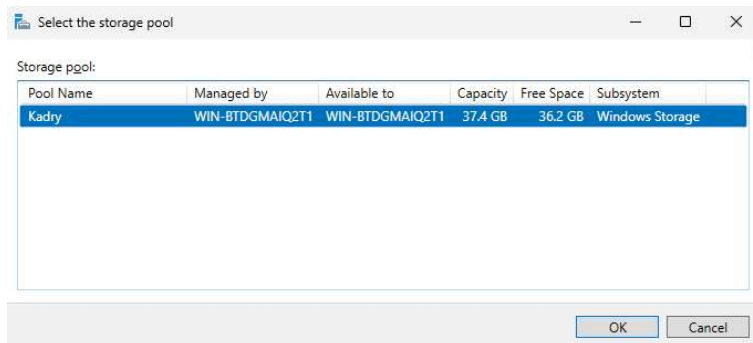 Select the storage pool
Storage pool:
Pool Name Managed by Available to Capacity Free Space Subsystem
Kadry WIN-BTDGMAIQ2T1 WIN-BTDGMAIQ2T1 37.4 GB 36.2 GB Windows Storage
OK Cancel